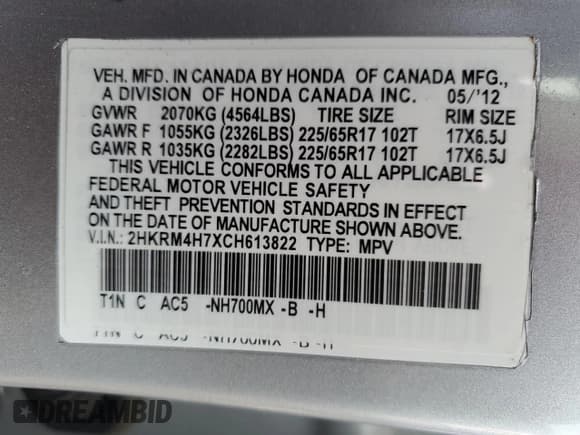 VEH. MFD. IN CANADA BY HONDA OF CANADA MFG.,
A DIVISION OF HONDA CANADA INC. 05/'12
GVWR 2070KG (4564LBS) TIRE SIZE RIM SIZE
GAWR F 1055KG (2326LBS) 225/65R17 102T 17X6.5J
GAWR R 1035KG (2282LBS) 225/65R17 102T 17X6.5J
THIS VEHICLE CONFORMS TO ALL APPLICABLE
FEDERAL MOTOR VEHICLE SAFETY
AND THEFT PREVENTION STANDARDS IN EFFECT
ON THE DATE OF MANUFACTURE SHOWN ABOVE.
V.I.N.: 2HKRM4H7XCH613822 TYPE: MPV
T1N C AC5 -NH700MX -B -H
T1N C AC5 -NH700MX -B -H
DREAMBID